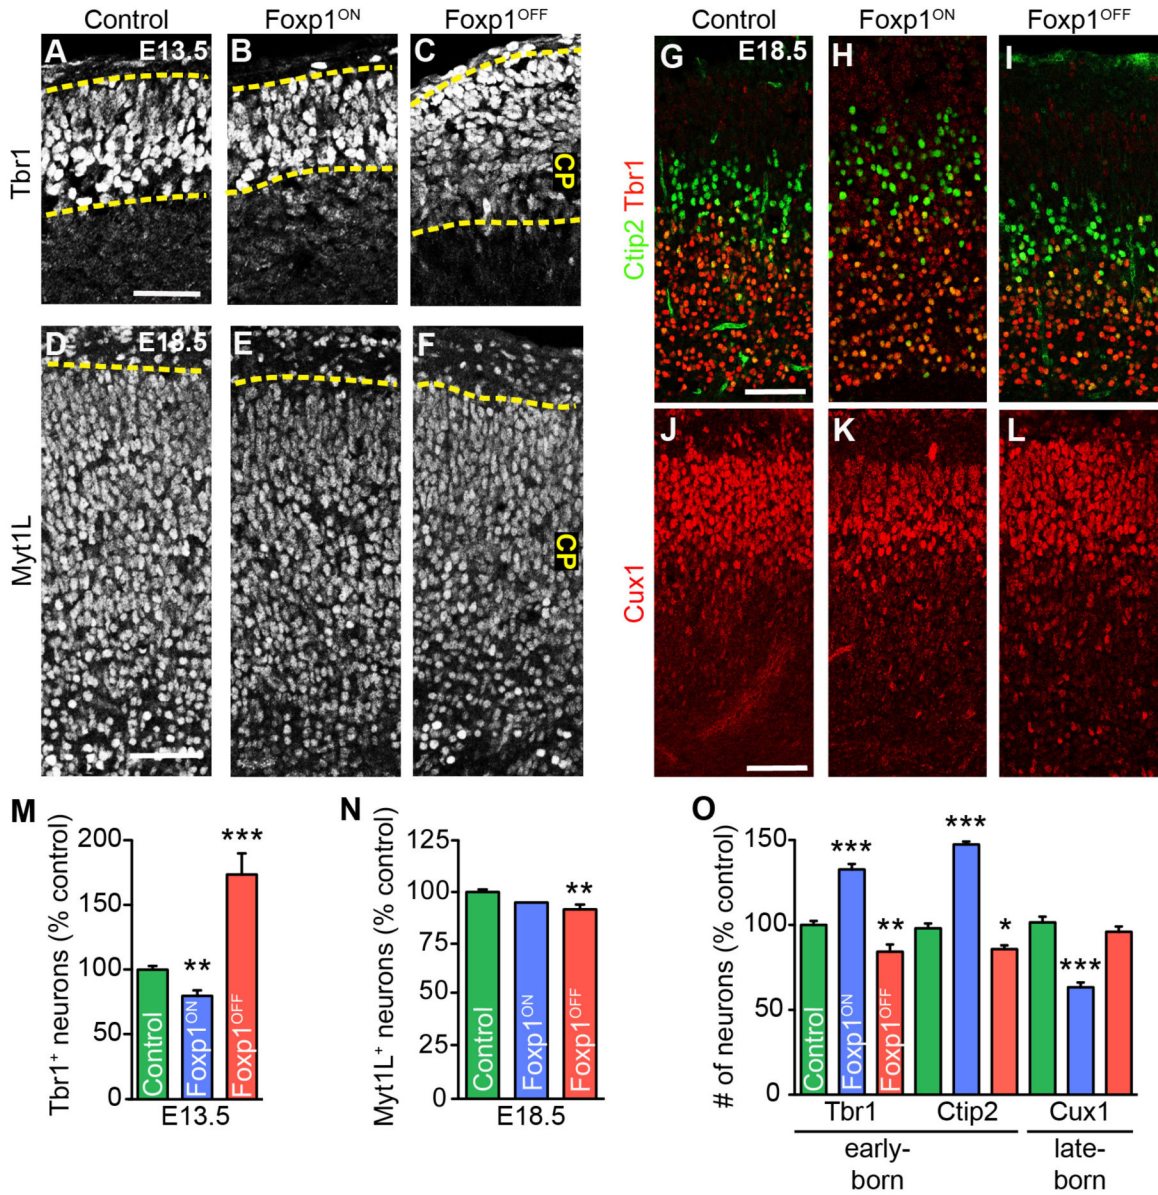 Control Foxp1ON Foxp1OFF
A E13.5 B C
Tbr1
CP
D E18.5 E F
Myt1L
CP
Control Foxp1ON Foxp1OFF
G E18.5 H I
Ctip2 Tbr1
J K L
Cux1
M
Tbr1+ neurons (% control)
200
150
100
50
0
***
**
Control
Foxp1ON
Foxp1OFF
E13.5
N
Myt1L+ neurons (% control)
125
100
75
50
25
0
**
Control
Foxp1ON
Foxp1OFF
E18.5
O
# of neurons (% control)
150
100
50
0
*** ** *** * ***
Control
Foxp1ON
Foxp1OFF
Tbr1 Ctip2 Cux1
early-
born
late-
born